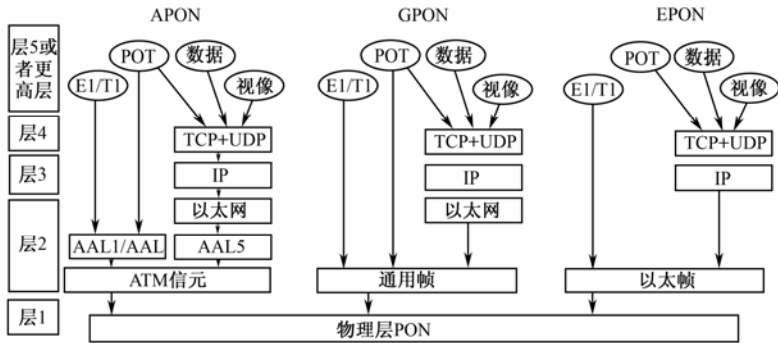 APON
GPON
EPON
层5或
者更
高层
POT
数据
视像
E1/T1
POT
数据
视像
E1/T1
POT
数据
视像
E1/T1
层4
TCP+UDP
TCP+UDP
TCP+UDP
层3
IP
IP
IP
层2
以太网
以太网
AAL1/AAL
AAL5
ATM信元
通用帧
以太帧
层1
物理层PON